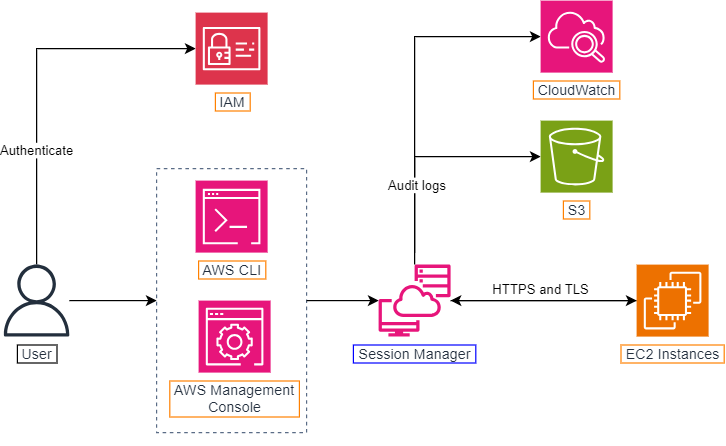 CloudWatch
IAM
Authenticate
Audit logs
S3
AWS CLI
HTTPS and TLS
User
Session Manager
EC2 Instances
AWS Management
Console